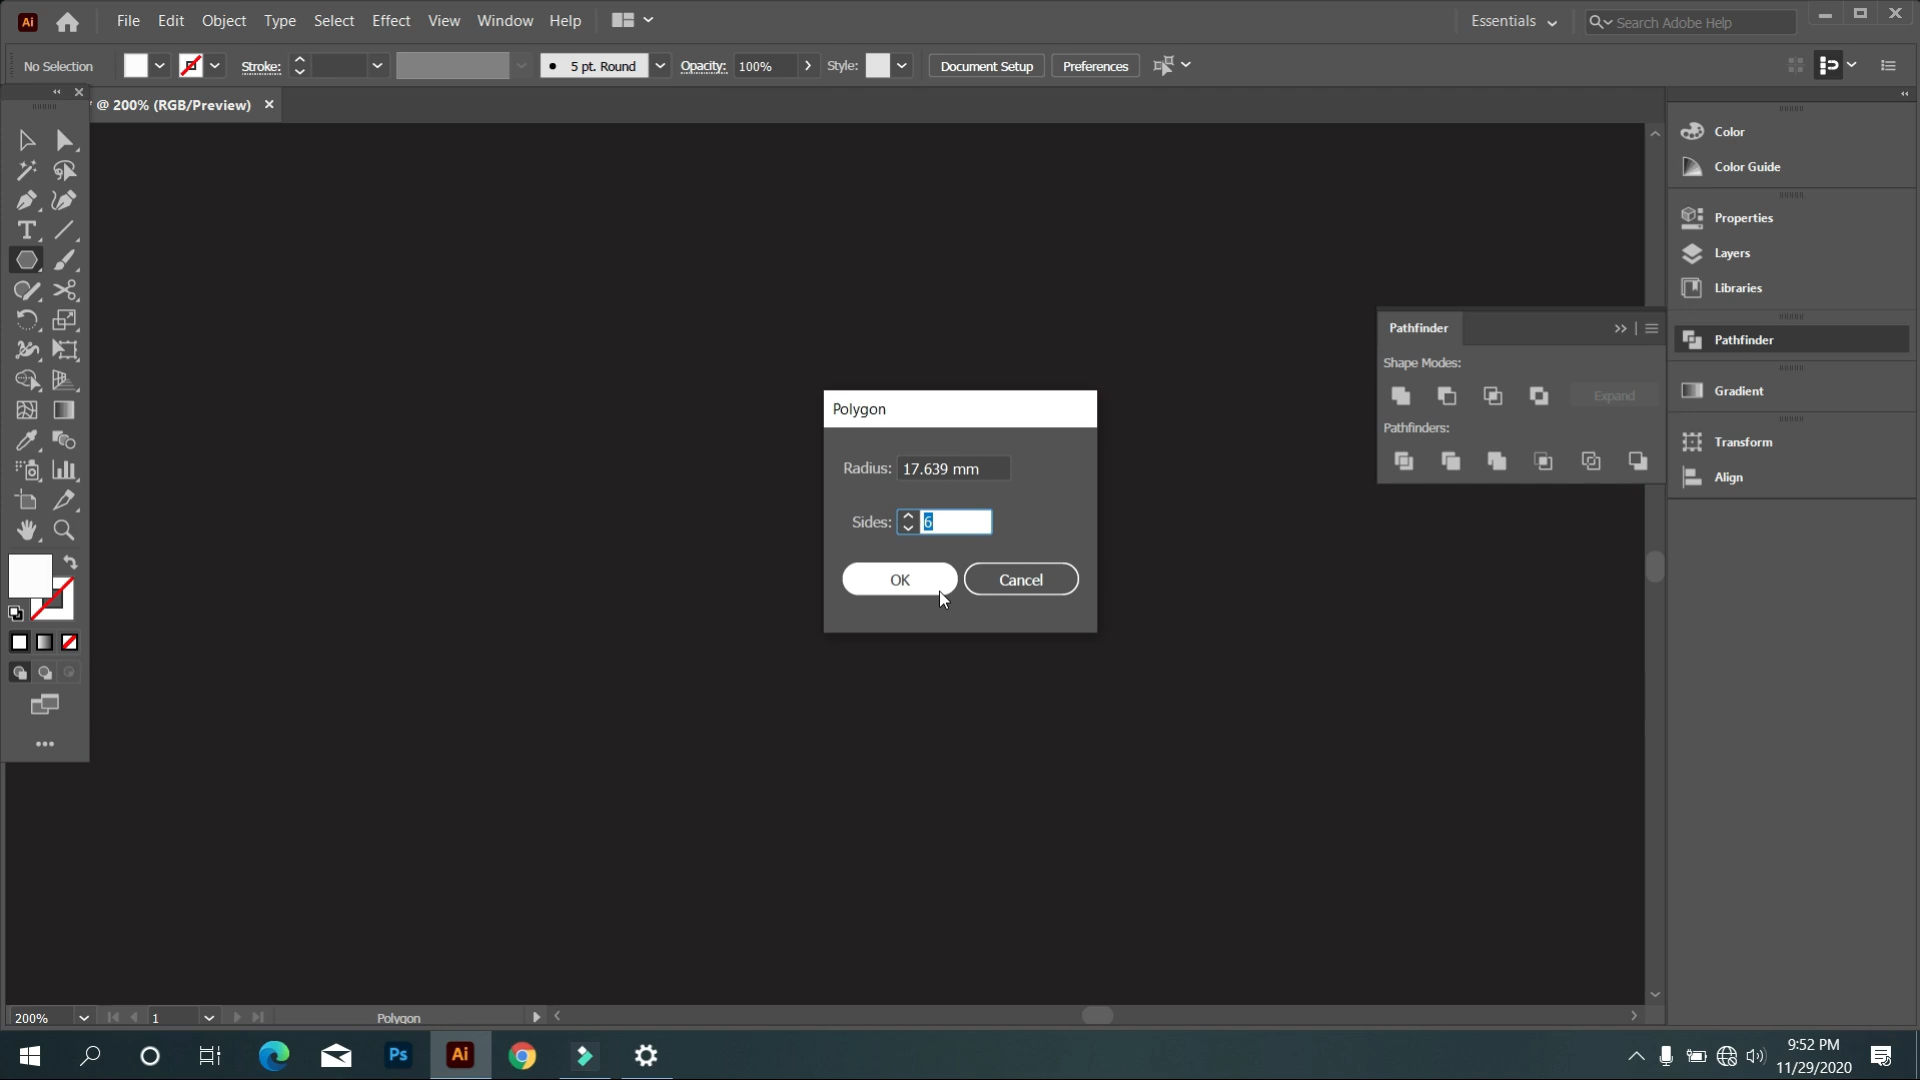 Ai File Edit Object Type Select Effect View Window Help Essentials Search Adobe Help
No Selection Stroke: 5 pt. Round Opacity: 100% Style: Document Setup Preferences
@ 200% (RGB/Preview)
Color
Color Guide
Properties
Layers
Libraries
Pathfinder
Gradient
Transform
Align
Pathfinder
Shape Modes:
Expand
Pathfinders:
Polygon
Radius: 17.639 mm
Sides: 6
OK Cancel
200% 1 Polygon
Ps Ai 9:52 PM
11/29/2020